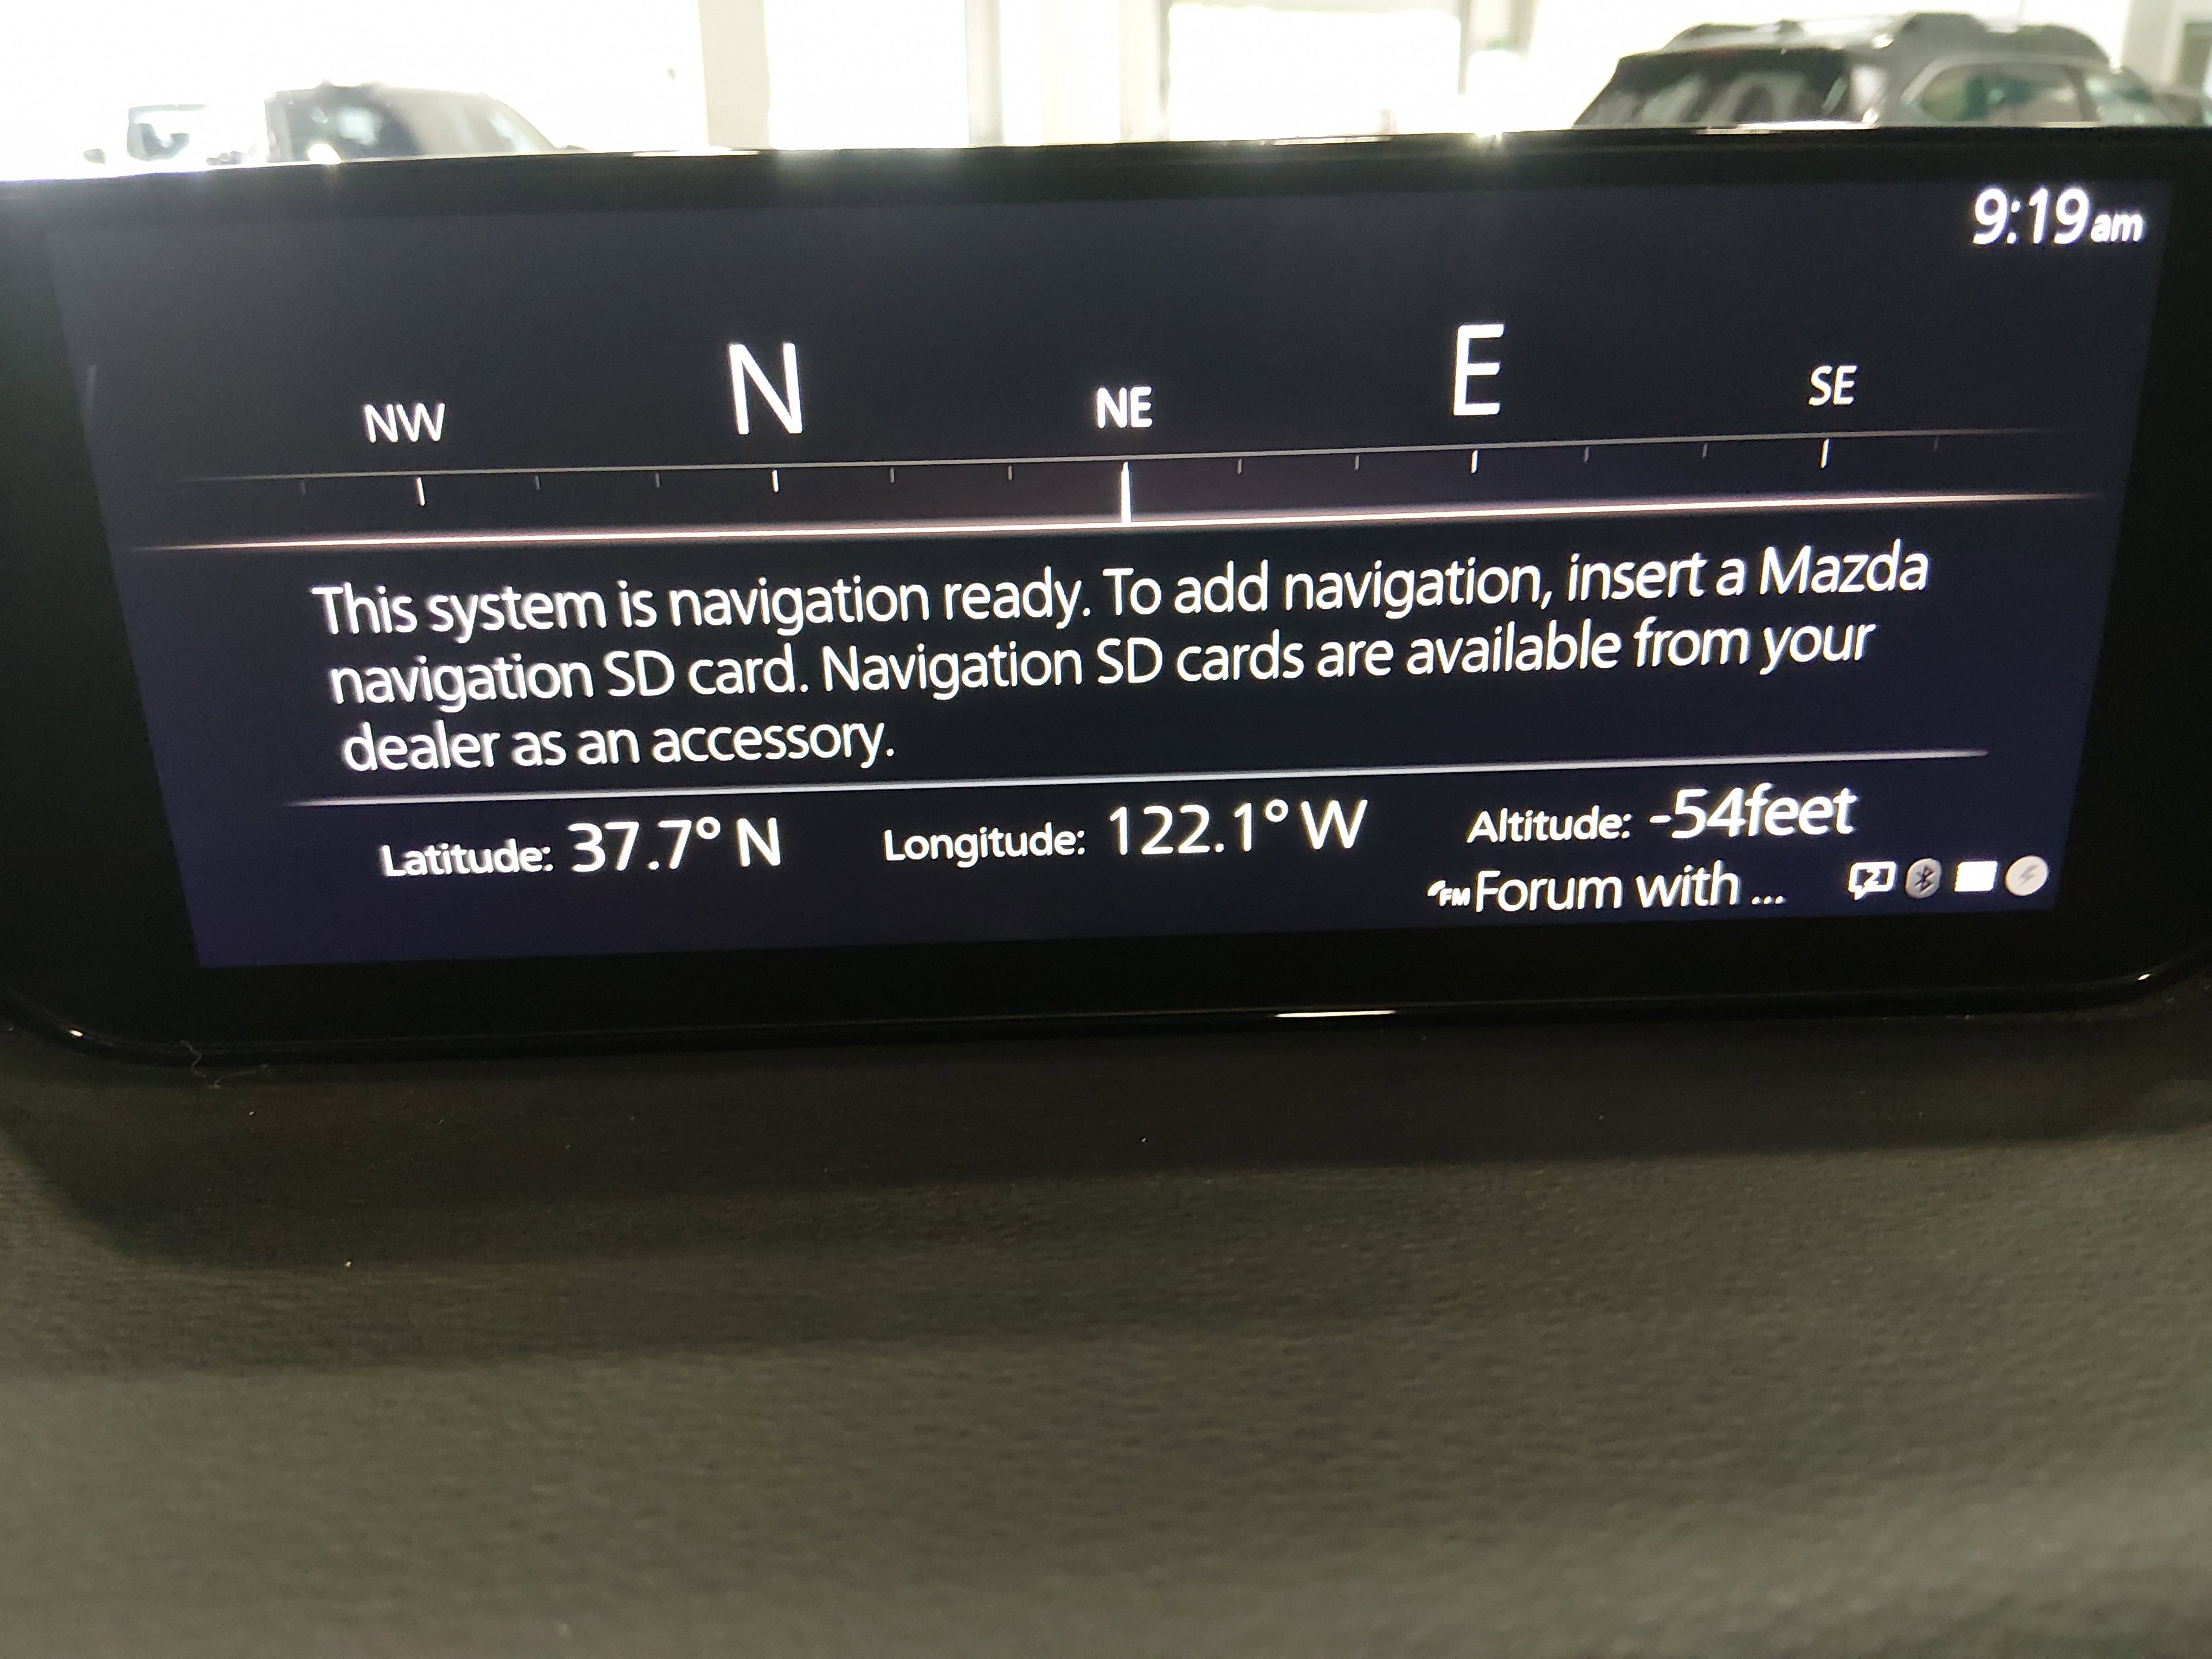 9:19am
NW N NE E SE
This system is navigation ready. To add navigation, insert a Mazda
navigation SD card. Navigation SD cards are available from your
dealer as an accessory.
Latitude: 37.7° N Longitude: 122.1° W Altitude: -54feet
FM Forum with ... 2